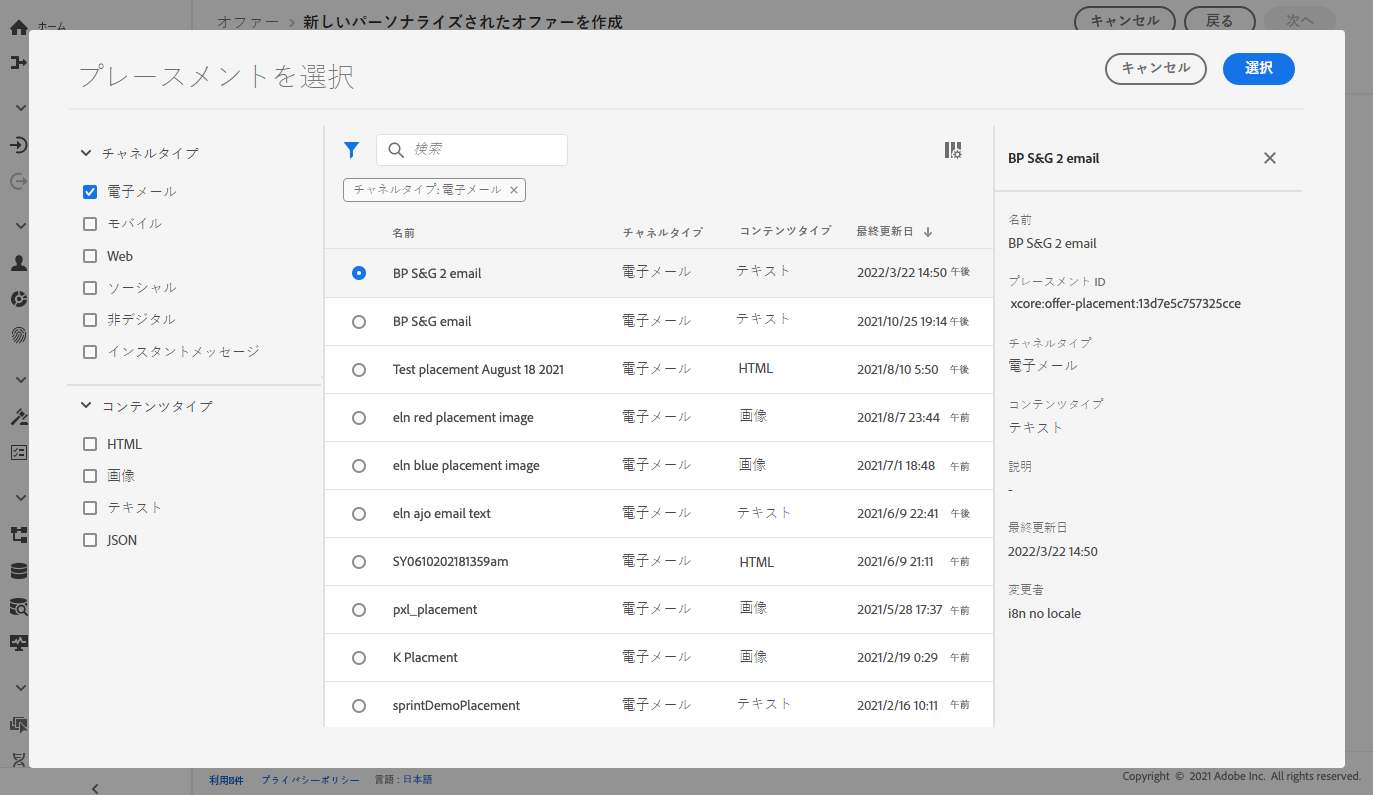 ホーム
オファー > 新しいパーソナライズされたオファーを作成
キャンセル 戻る 次へ
プレースメントを選択
キャンセル 選択
チャネルタイプ
電子メール
モバイル
Web
ソーシャル
非デジタル
インスタントメッセージ
コンテンツタイプ
HTML
画像
テキスト
JSON
検索
チャネルタイプ: 電子メール ×
名前 チャネルタイプ コンテンツタイプ 最終更新日 ↓
BP S&G 2 email 電子メール テキスト 2022/3/22 14:50 午後
BP S&G email 電子メール テキスト 2021/10/25 19:14 午後
Test placement August 18 2021 電子メール HTML 2021/8/10 5:50 午後
eln red placement image 電子メール 画像 2021/8/7 23:44 午前
eln blue placement image 電子メール 画像 2021/7/1 18:48 午前
eln ajo email text 電子メール テキスト 2021/6/9 22:41 午後
SY0610202181359am 電子メール HTML 2021/6/9 21:11 午前
pxl_placement 電子メール 画像 2021/5/28 17:37 午前
K Placment 電子メール 画像 2021/2/19 0:29 午前
sprintDemoPlacement 電子メール テキスト 2021/2/16 10:11 午前
BP S&G 2 email
名前
BP S&G 2 email
プレースメント ID
xcore:offer-placement:13d7e5c757325cce
チャネルタイプ
電子メール
コンテンツタイプ
テキスト
説明
-
最終更新日
2022/3/22 14:50
変更者
i8n no locale
プライバシーポリシー 言語 : 日本語
Copyright © 2021 Adobe Inc. All rights reserved.